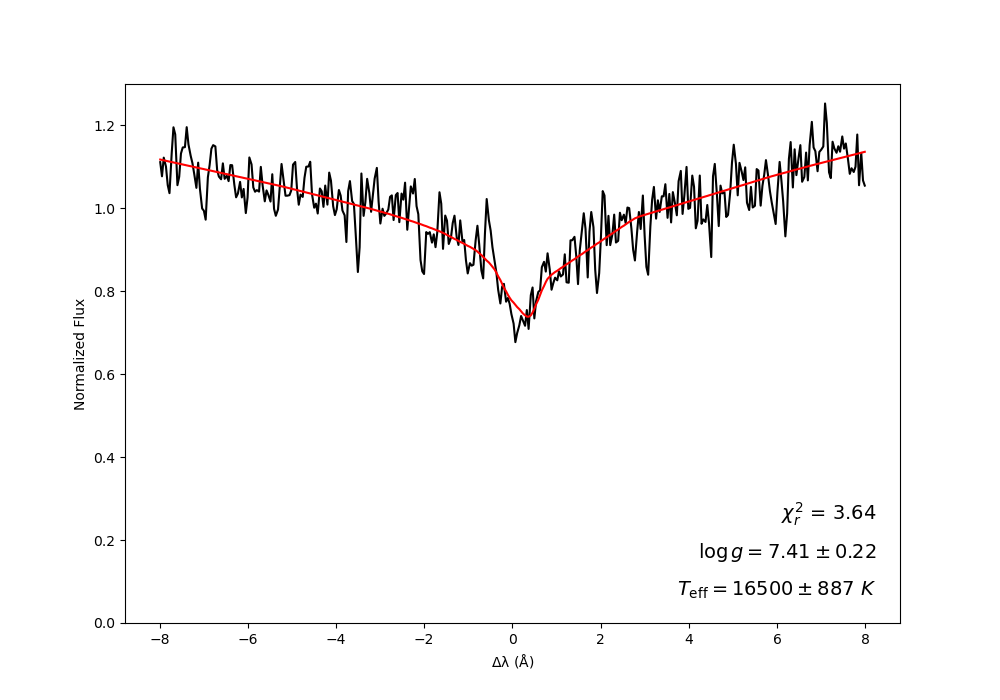 1.2
1.0
0.8
0.6
0.4
0.2
0.0
Normalized Flux
χ²ᵣ = 3.64
log g = 7.41 ± 0.22
T_eff = 16500 ± 887 K
−8 −6 −4 −2 0 2 4 6 8
Δλ (Å)